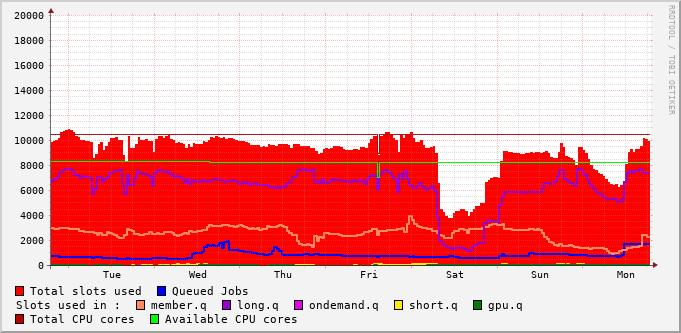 RRDTOOL / TOBI OETIKER
20000
18000
16000
14000
12000
10000
8000
6000
4000
2000
0
Tue Wed Thu Fri Sat Sun Mon
Total slots used Queued Jobs
Slots used in : member.q long.q ondemand.q short.q gpu.q
Total CPU cores Available CPU cores